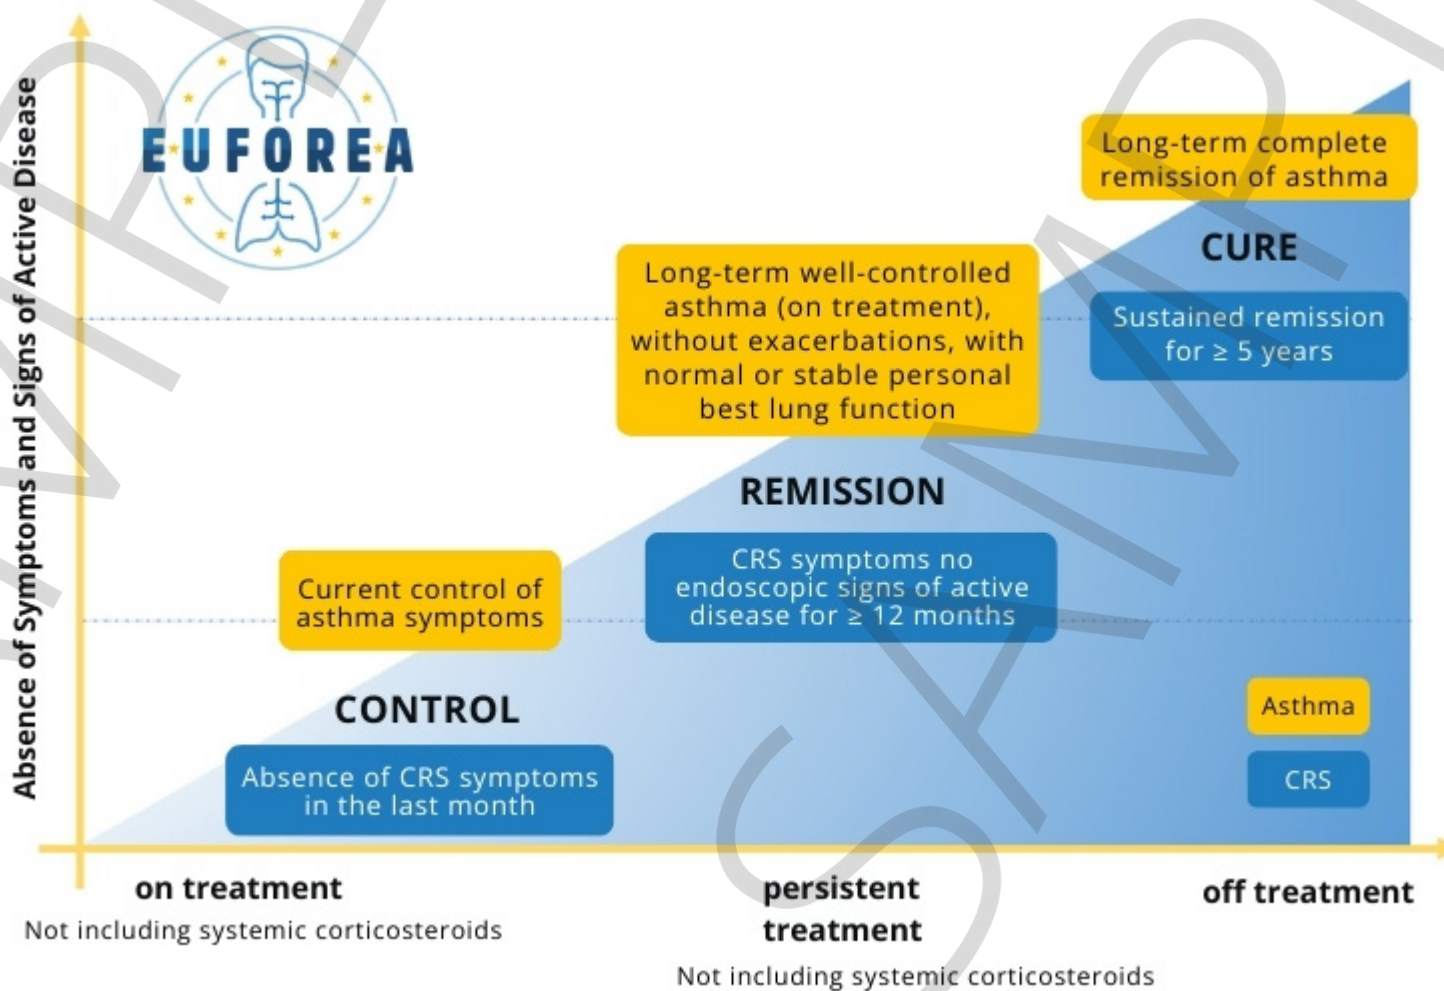 Absence of Symptoms and Signs of Active Disease
EUFOREA
Long-term complete
remission of asthma
CURE
Sustained remission
for ≥ 5 years
Long-term well-controlled
asthma (on treatment),
without exacerbations, with
normal or stable personal
best lung function
REMISSION
CRS symptoms no
endoscopic signs of active
disease for ≥ 12 months
Current control of
asthma symptoms
CONTROL
Absence of CRS symptoms
in the last month
Asthma
CRS
on treatment
Not including systemic corticosteroids
persistent
treatment
Not including systemic corticosteroids
off treatment
SAMPL